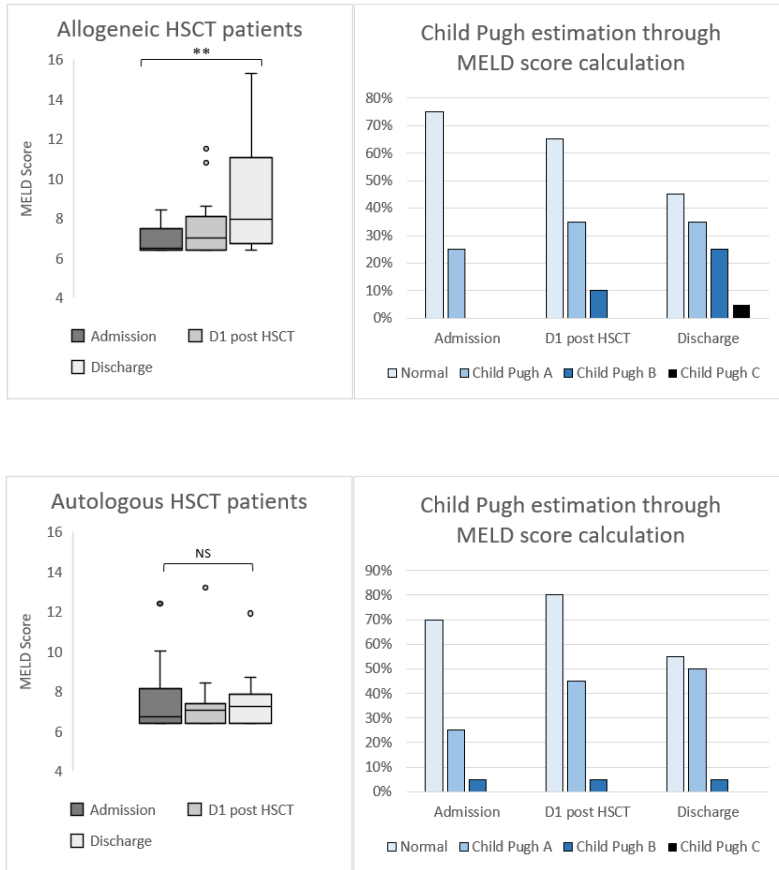 Allogeneic HSCT patients
16
**
14
12
10
8
6
4
MELD Score
Admission
D1 post HSCT
Discharge
Child Pugh estimation through
MELD score calculation
80%
70%
60%
50%
40%
30%
20%
10%
0%
Admission
D1 post HSCT
Discharge
Normal
Child Pugh A
Child Pugh B
Child Pugh C
Autologous HSCT patients
16
NS
14
12
10
8
6
4
MELD Score
Admission
D1 post HSCT
Discharge
Child Pugh estimation through
MELD score calculation
90%
80%
70%
60%
50%
40%
30%
20%
10%
0%
Admission
D1 post HSCT
Discharge
Normal
Child Pugh A
Child Pugh B
Child Pugh C